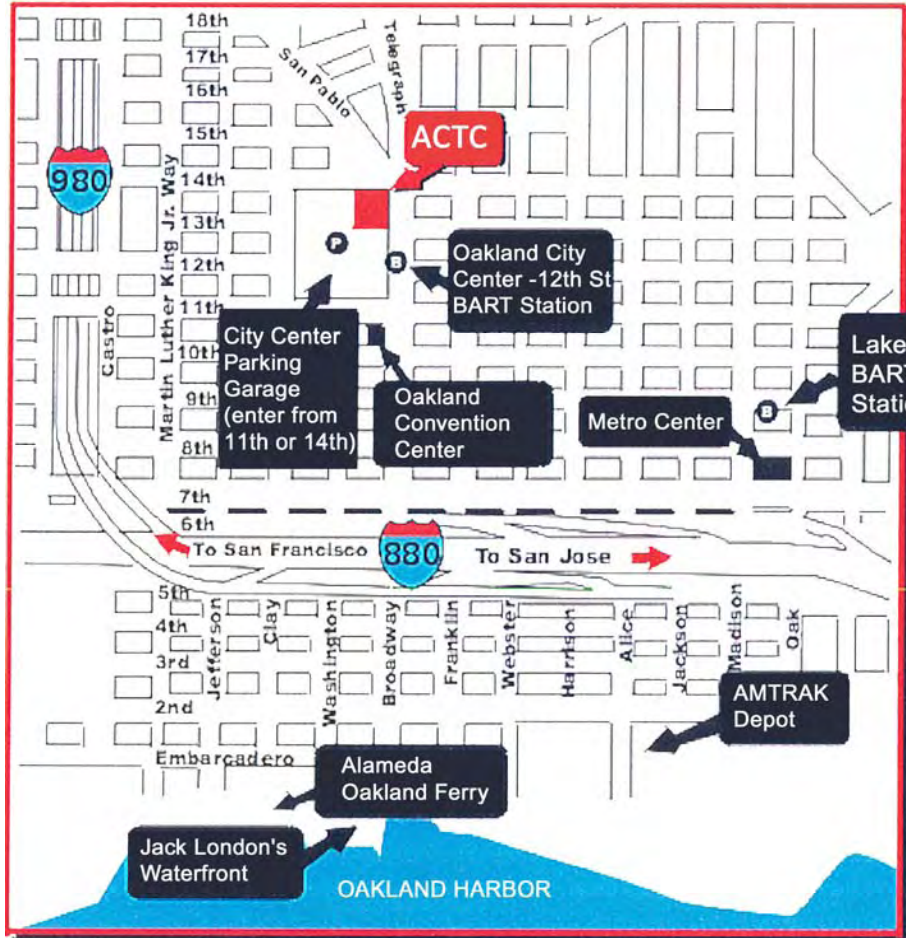 18th
17th
16th
15th
14th
13th
12th
11th
10th
9th
8th
7th
6th
5th
4th
3rd
2nd
Embarcadero
San Pablo
Telegraph
ACTC
980
Martin Luther King Jr. Way
Castro
P
B
Oakland City
Center -12th St
BART Station
City Center
Parking
Garage
(enter from
11th or 14th)
Oakland
Convention
Center
Metro Center
B
Lake
BART
Statio
To San Francisco
880
To San Jose
Jefferson
Clay
Washington
Broadway
Franklin
Webster
Harrison
Alice
Jackson
Madison
Oak
AMTRAK
Depot
Alameda
Oakland Ferry
Jack London's
Waterfront
OAKLAND HARBOR